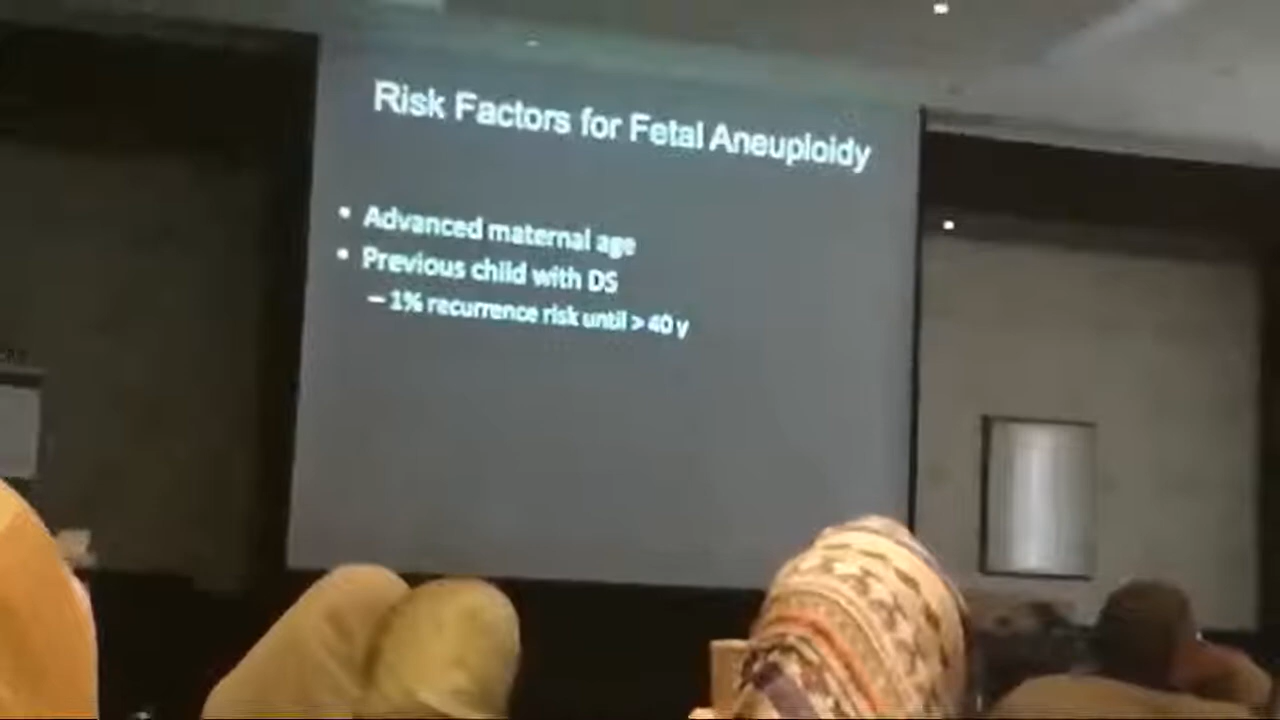 Risk Factors for Fetal Aneuploidy
• Advanced maternal age
• Previous child with DS
– 1% recurrence risk until > 40 y